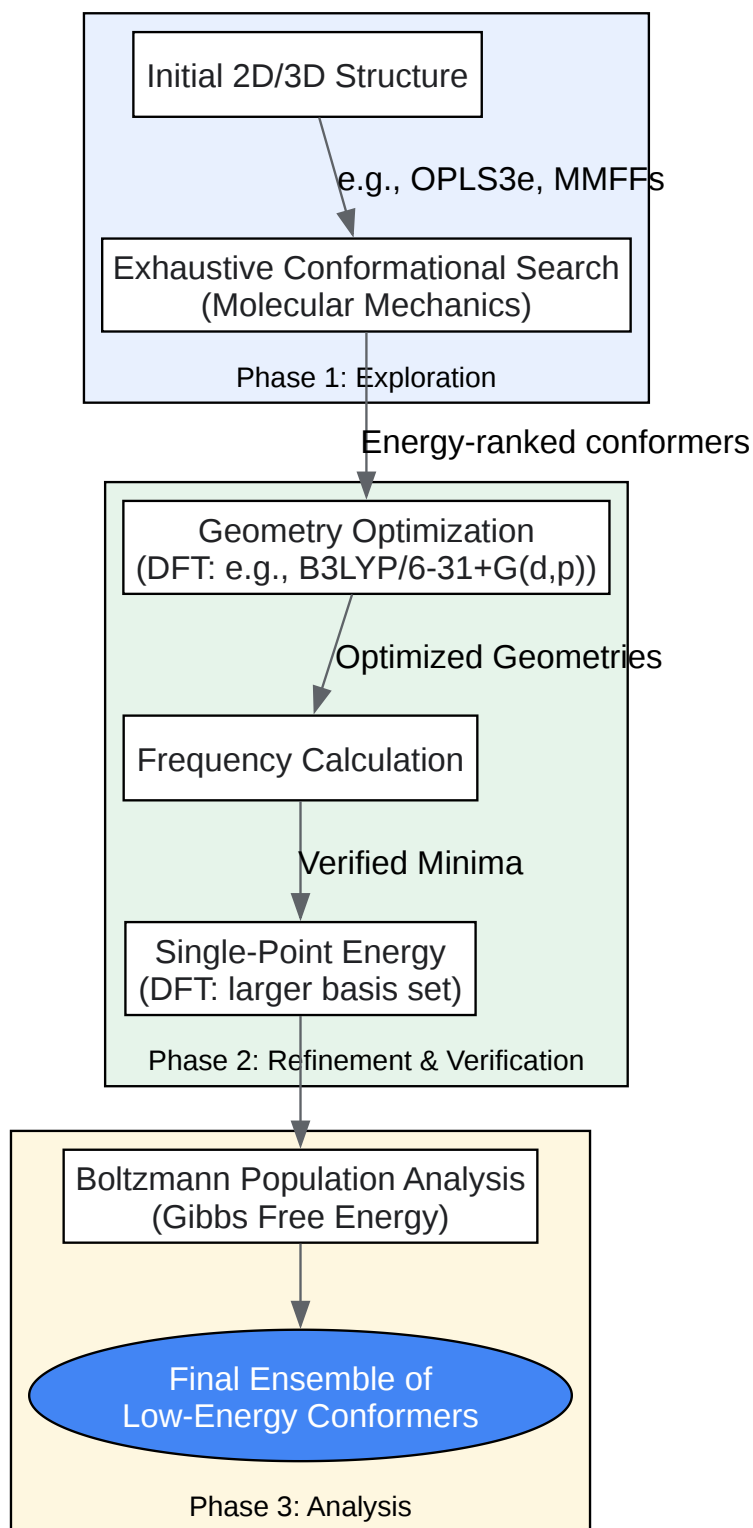 Initial 2D/3D Structure
e.g., OPLS3e, MMFFs
Exhaustive Conformational Search
(Molecular Mechanics)
Phase 1: Exploration
Energy-ranked conformers
Geometry Optimization
(DFT: e.g., B3LYP/6-31+G(d,p))
Optimized Geometries
Frequency Calculation
Verified Minima
Single-Point Energy
(DFT: larger basis set)
Phase 2: Refinement & Verification
Boltzmann Population Analysis
(Gibbs Free Energy)
Final Ensemble of
Low-Energy Conformers
Phase 3: Analysis